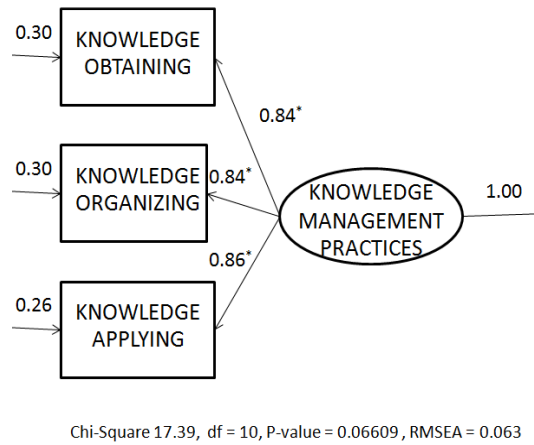 0.30
KNOWLEDGE
OBTAINING
0.84*
0.30
KNOWLEDGE
ORGANIZING
0.84*
KNOWLEDGE
MANAGEMENT
PRACTICES
1.00
0.86*
0.26
KNOWLEDGE
APPLYING
Chi-Square 17.39, df = 10, P-value = 0.06609 , RMSEA = 0.063